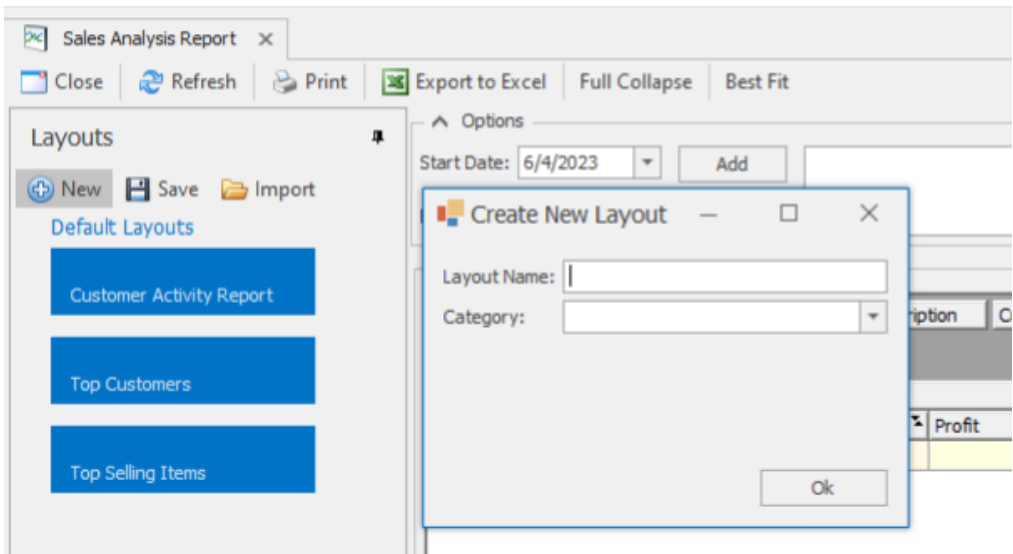 Sales Analysis Report
Close Refresh Print Export to Excel Full Collapse Best Fit
Layouts
New Save Import
Default Layouts
Customer Activity Report
Top Customers
Top Selling Items
Options
Start Date: 6/4/2023 Add
Create New Layout
Layout Name:
Category:
Ok
Profit